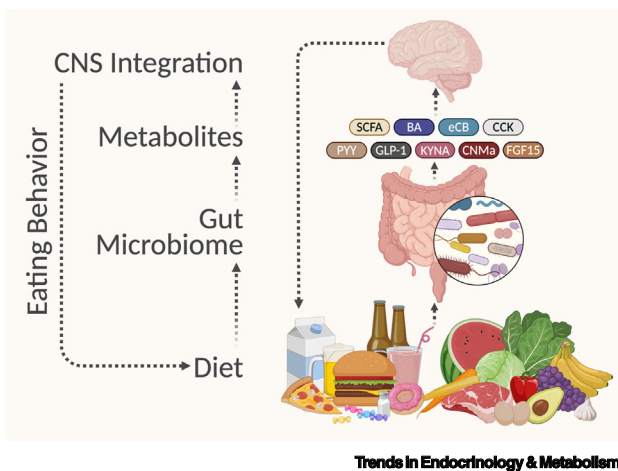 CNS Integration
Metabolites
Gut
Microbiome
Diet
Eating Behavior
SCFA BA eCB CCK
PYY GLP-1 KYNA CNMa FGF15
Trends in Endocrinology & Metabolism